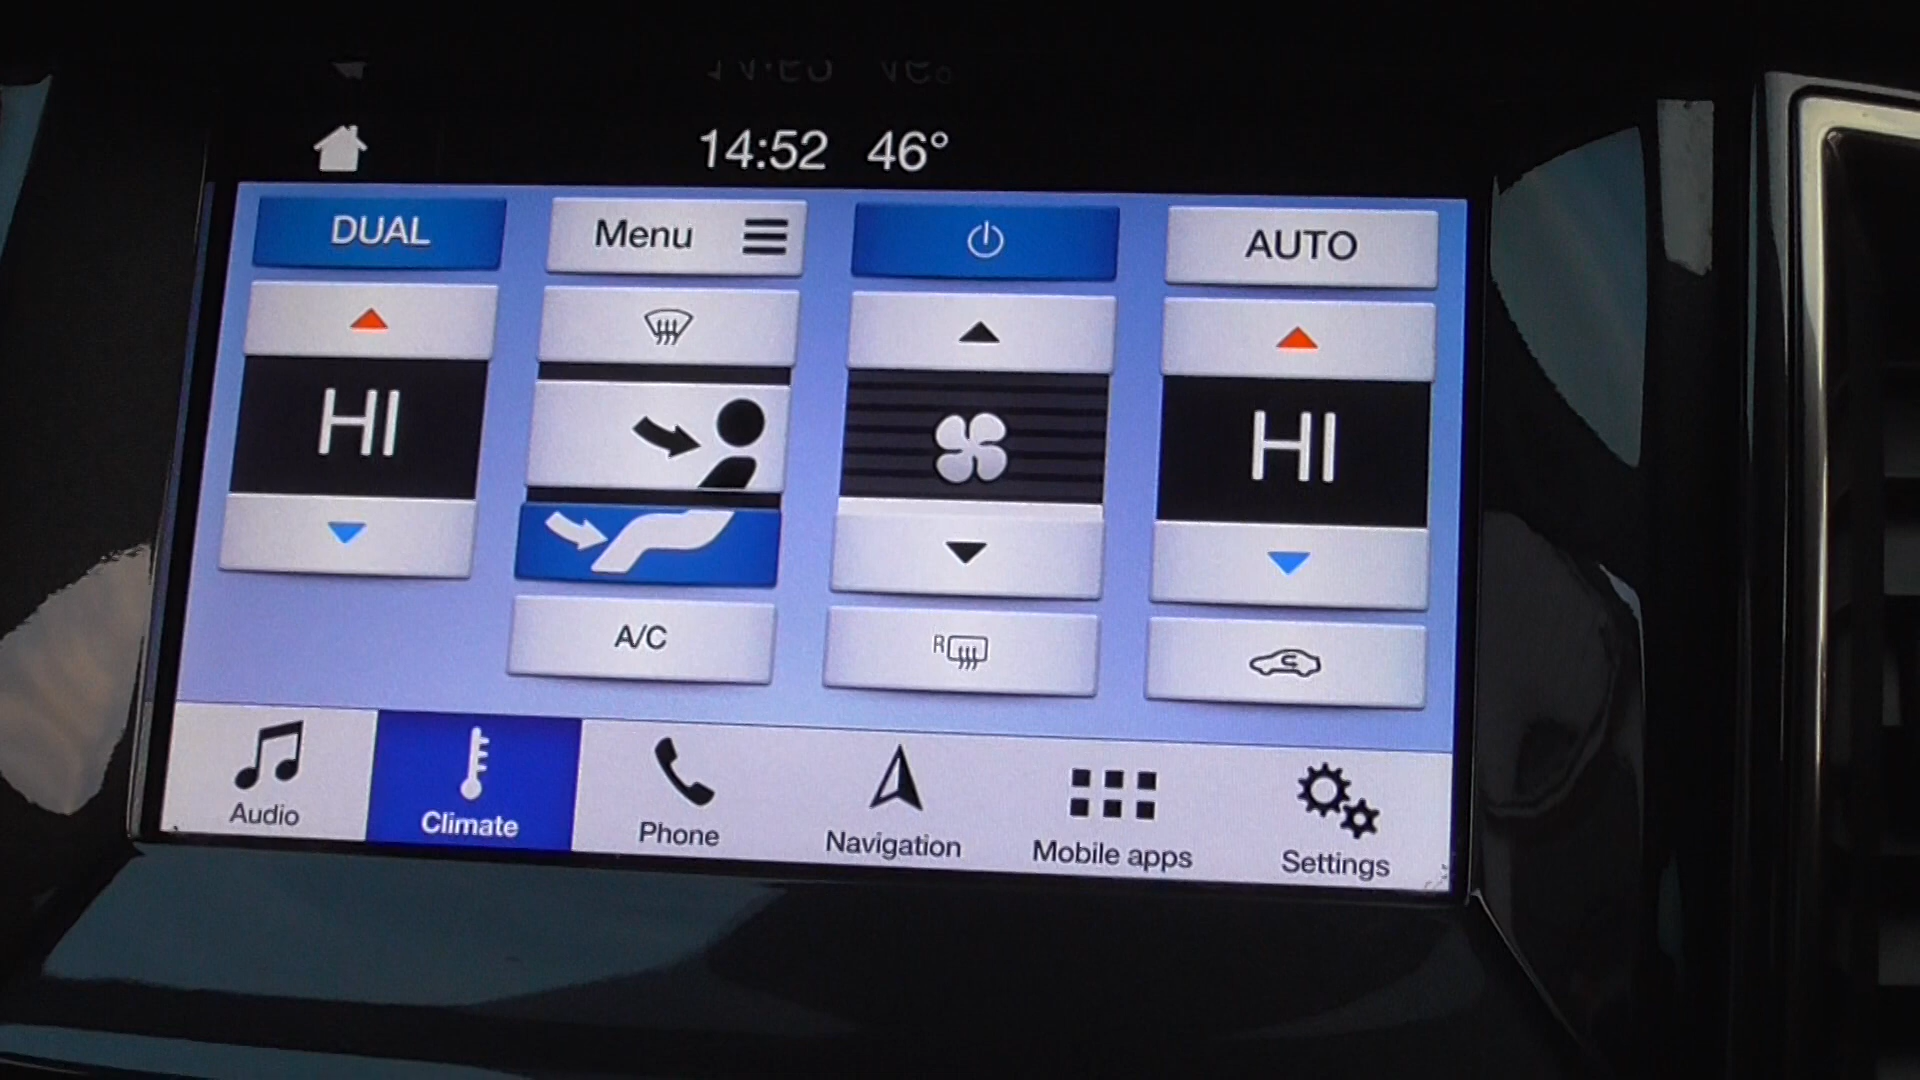 14:52 46°
DUAL Menu AUTO
HI HI
A/C R
Audio Climate Phone Navigation Mobile apps Settings